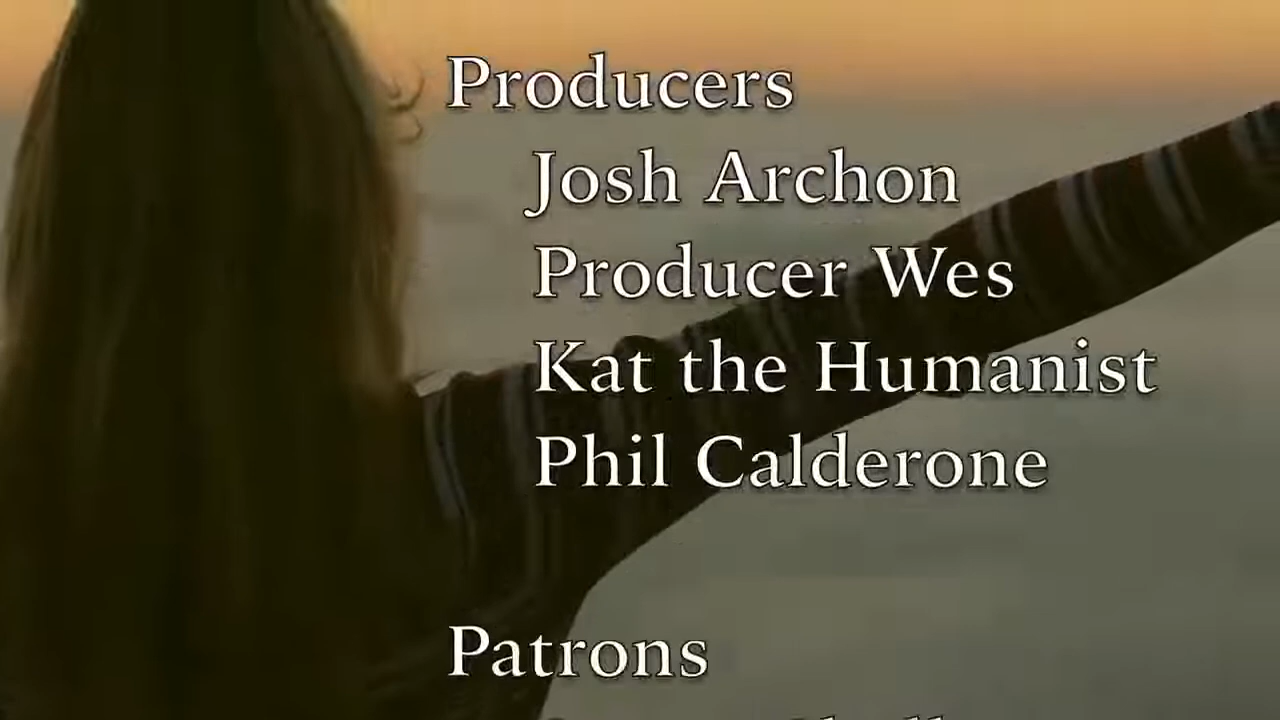 Producers
Josh Archon
Producer Wes
Kat the Humanist
Phil Calderone
Patrons